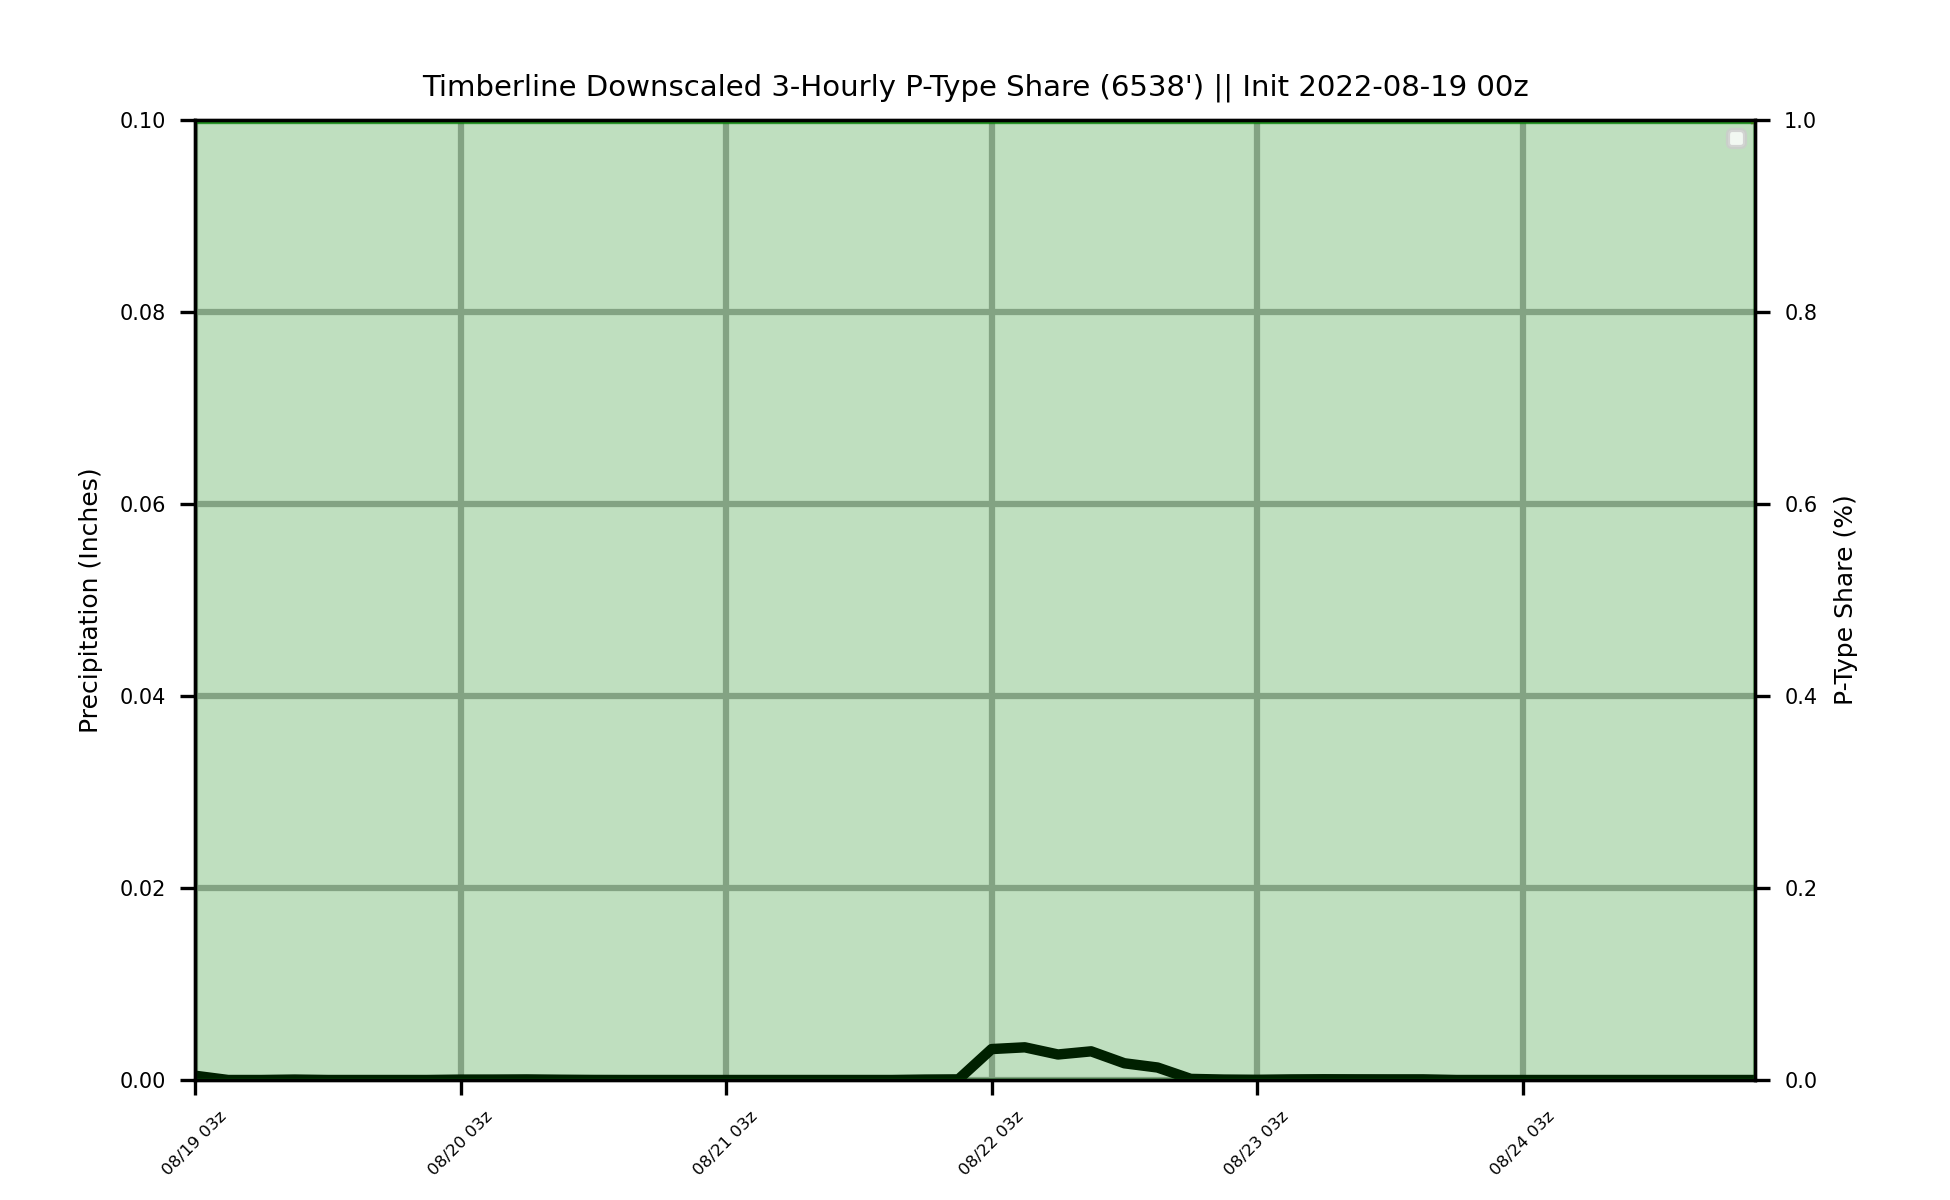 Timberline Downscaled 3-Hourly P-Type Share (6538') || Init 2022-08-19 00z
Precipitation (Inches)
0.10
0.08
0.06
0.04
0.02
0.00
1.0
0.8
0.6
0.4
0.2
0.0
P-Type Share (%)
08/19 03z
08/20 03z
08/21 03z
08/22 03z
08/23 03z
08/24 03z